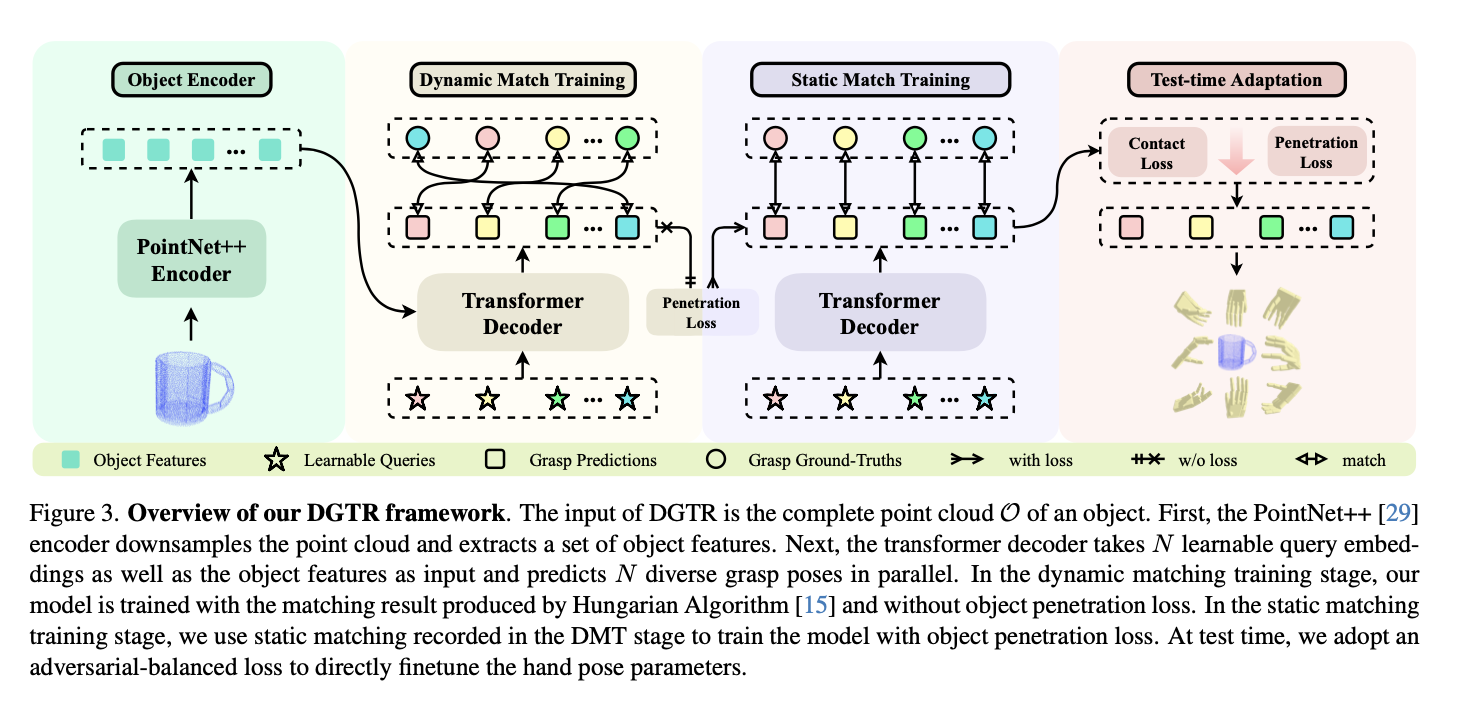 Object Encoder
Dynamic Match Training
Static Match Training
Test-time Adaptation
...
...
...
Contact
Loss
Penetration
Loss
PointNet++
Encoder
...
...
...
Transformer
Decoder
Penetration
Loss
Transformer
Decoder
...
...
Object Features
Learnable Queries
Grasp Predictions
Grasp Ground-Truths
with loss
w/o loss
match
Figure 3. Overview of our DGTR framework. The input of DGTR is the complete point cloud 𝒪 of an object. First, the PointNet++ [29]
encoder downsamples the point cloud and extracts a set of object features. Next, the transformer decoder takes N learnable query embed-
dings as well as the object features as input and predicts N diverse grasp poses in parallel. In the dynamic matching training stage, our
model is trained with the matching result produced by Hungarian Algorithm [15] and without object penetration loss. In the static matching
training stage, we use static matching recorded in the DMT stage to train the model with object penetration loss. At test time, we adopt an
adversarial-balanced loss to directly finetune the hand pose parameters.